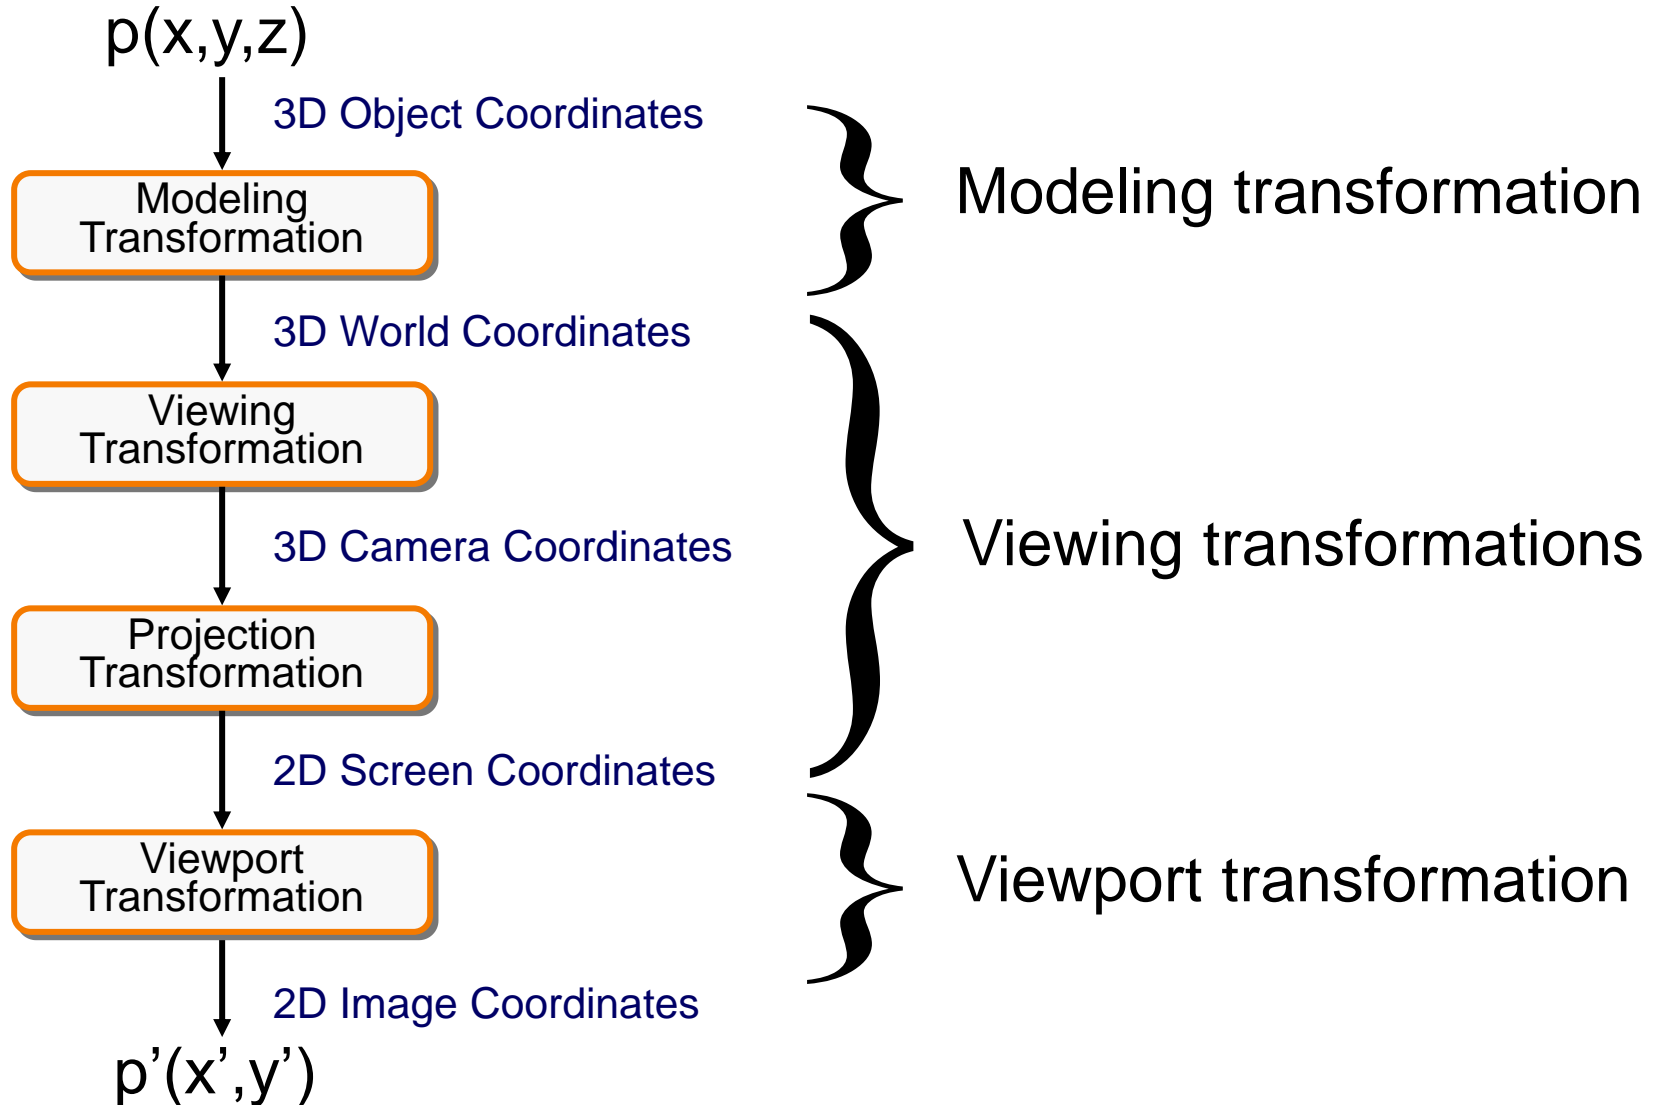 p(x,y,z)
3D Object Coordinates
Modeling
Transformation
Modeling transformation
3D World Coordinates
Viewing
Transformation
3D Camera Coordinates
Viewing transformations
Projection
Transformation
2D Screen Coordinates
Viewport
Transformation
Viewport transformation
2D Image Coordinates
p’(x’,y’)